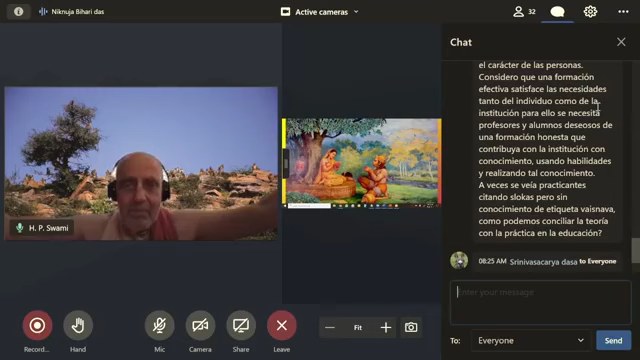 Niknuja Bihari das
Active cameras
32
Chat
el carácter de las personas.
Considero que una formación
efectiva satisface las necesidades
tanto del individuo como de la
institución para ello se necesita
profesores y alumnos deseosos de
una formación honesta que
contribuya con la institución con
conocimiento, usando habilidades
y realizando tal conocimiento.
A veces se veía practicantes
citando slokas pero sin
conocimiento de etiqueta vaisnava,
como podemos conciliar la teoría
con la práctica en la educación?
H. P. Swami
08:25 AM Srinivasacarya dasa to Everyone
Enter your message
Record... Hand Mic Camera Share Leave
Fit
To: Everyone Send